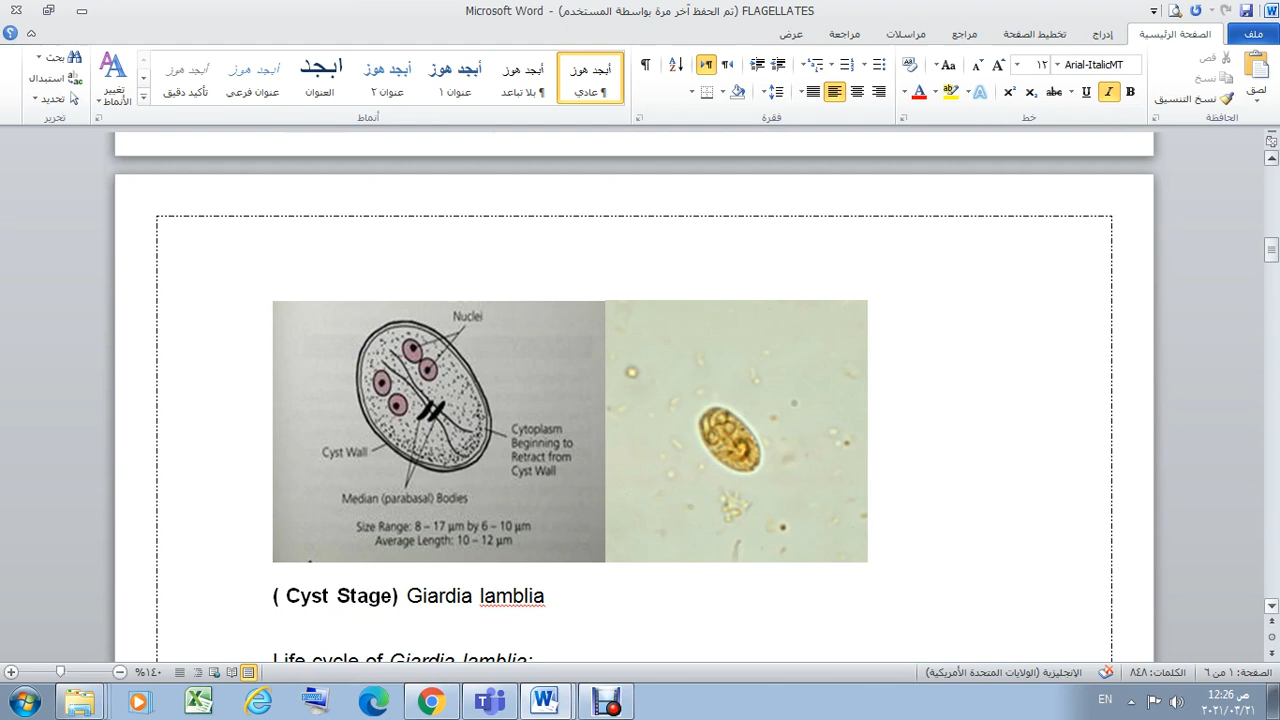 FLAGELLATES (تم الحفظ آخر مرة بواسطة المستخدم) - Microsoft Word
ملف
الصفحة الرئيسية
إدراج
تخطيط الصفحة
مراجع
مراسلات
مراجعة
عرض
لصق
قص
نسخ
نسخ التنسيق
الحافظة
Arial-ItalicMT
١٢
خط
فقرة
أبجد هوز
¶ عادي
أبجد هوز
¶ بلا تباعد
أبجد هوز
عنوان ١
أبجد هوز
عنوان ٢
ابجد
العنوان
أبجد هوز
عنوان فرعي
أبجد هوز
تأكيد دقيق
تغيير الأنماط
أنماط
بحث
استبدال
تحديد
تحرير
Nuclei
Cyst Wall
Cytoplasm
Beginning to
Retract from
Cyst Wall
Median (parabasal) Bodies
Size Range: 8 – 17 µm by 6 – 10 µm
Average Length: 10 – 12 µm
( Cyst Stage) Giardia lamblia
Life cycle of Giardia lamblia:
الصفحة: ١ من ٦
الكلمات: ٨٤٨
الإنجليزية (الولايات المتحدة الأمريكية)
١٤٠%
EN
12:26 ص
٢٠٢١/٠٣/٢١